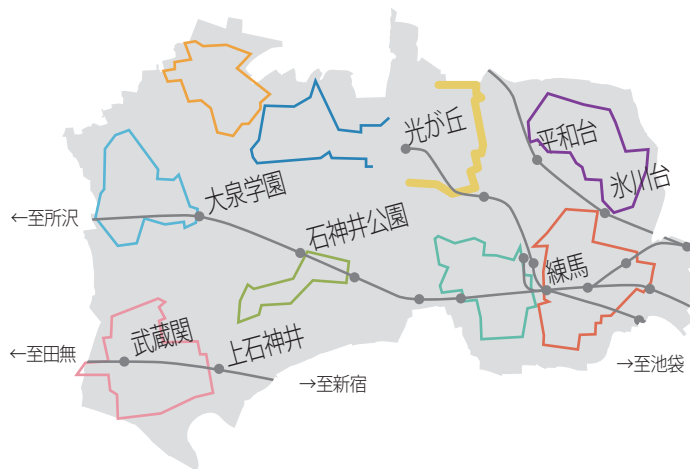 光が丘
平和台
氷川台
大泉学園
←至所沢
石神井公園
練馬
武蔵関
上石神井
←至田無
→至新宿
→至池袋